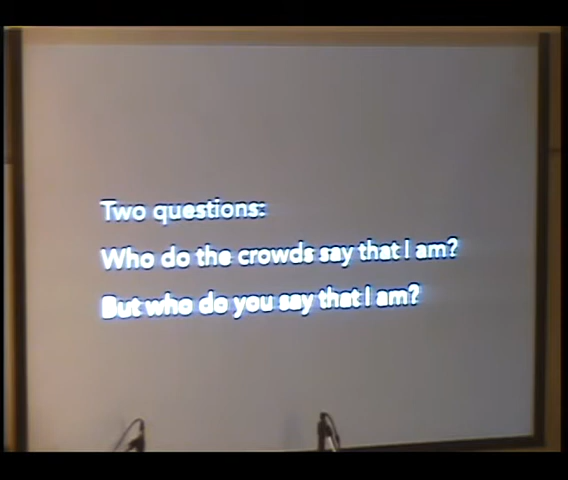 Two questions:
Who do the crowds say that I am?
But who do you say that I am?